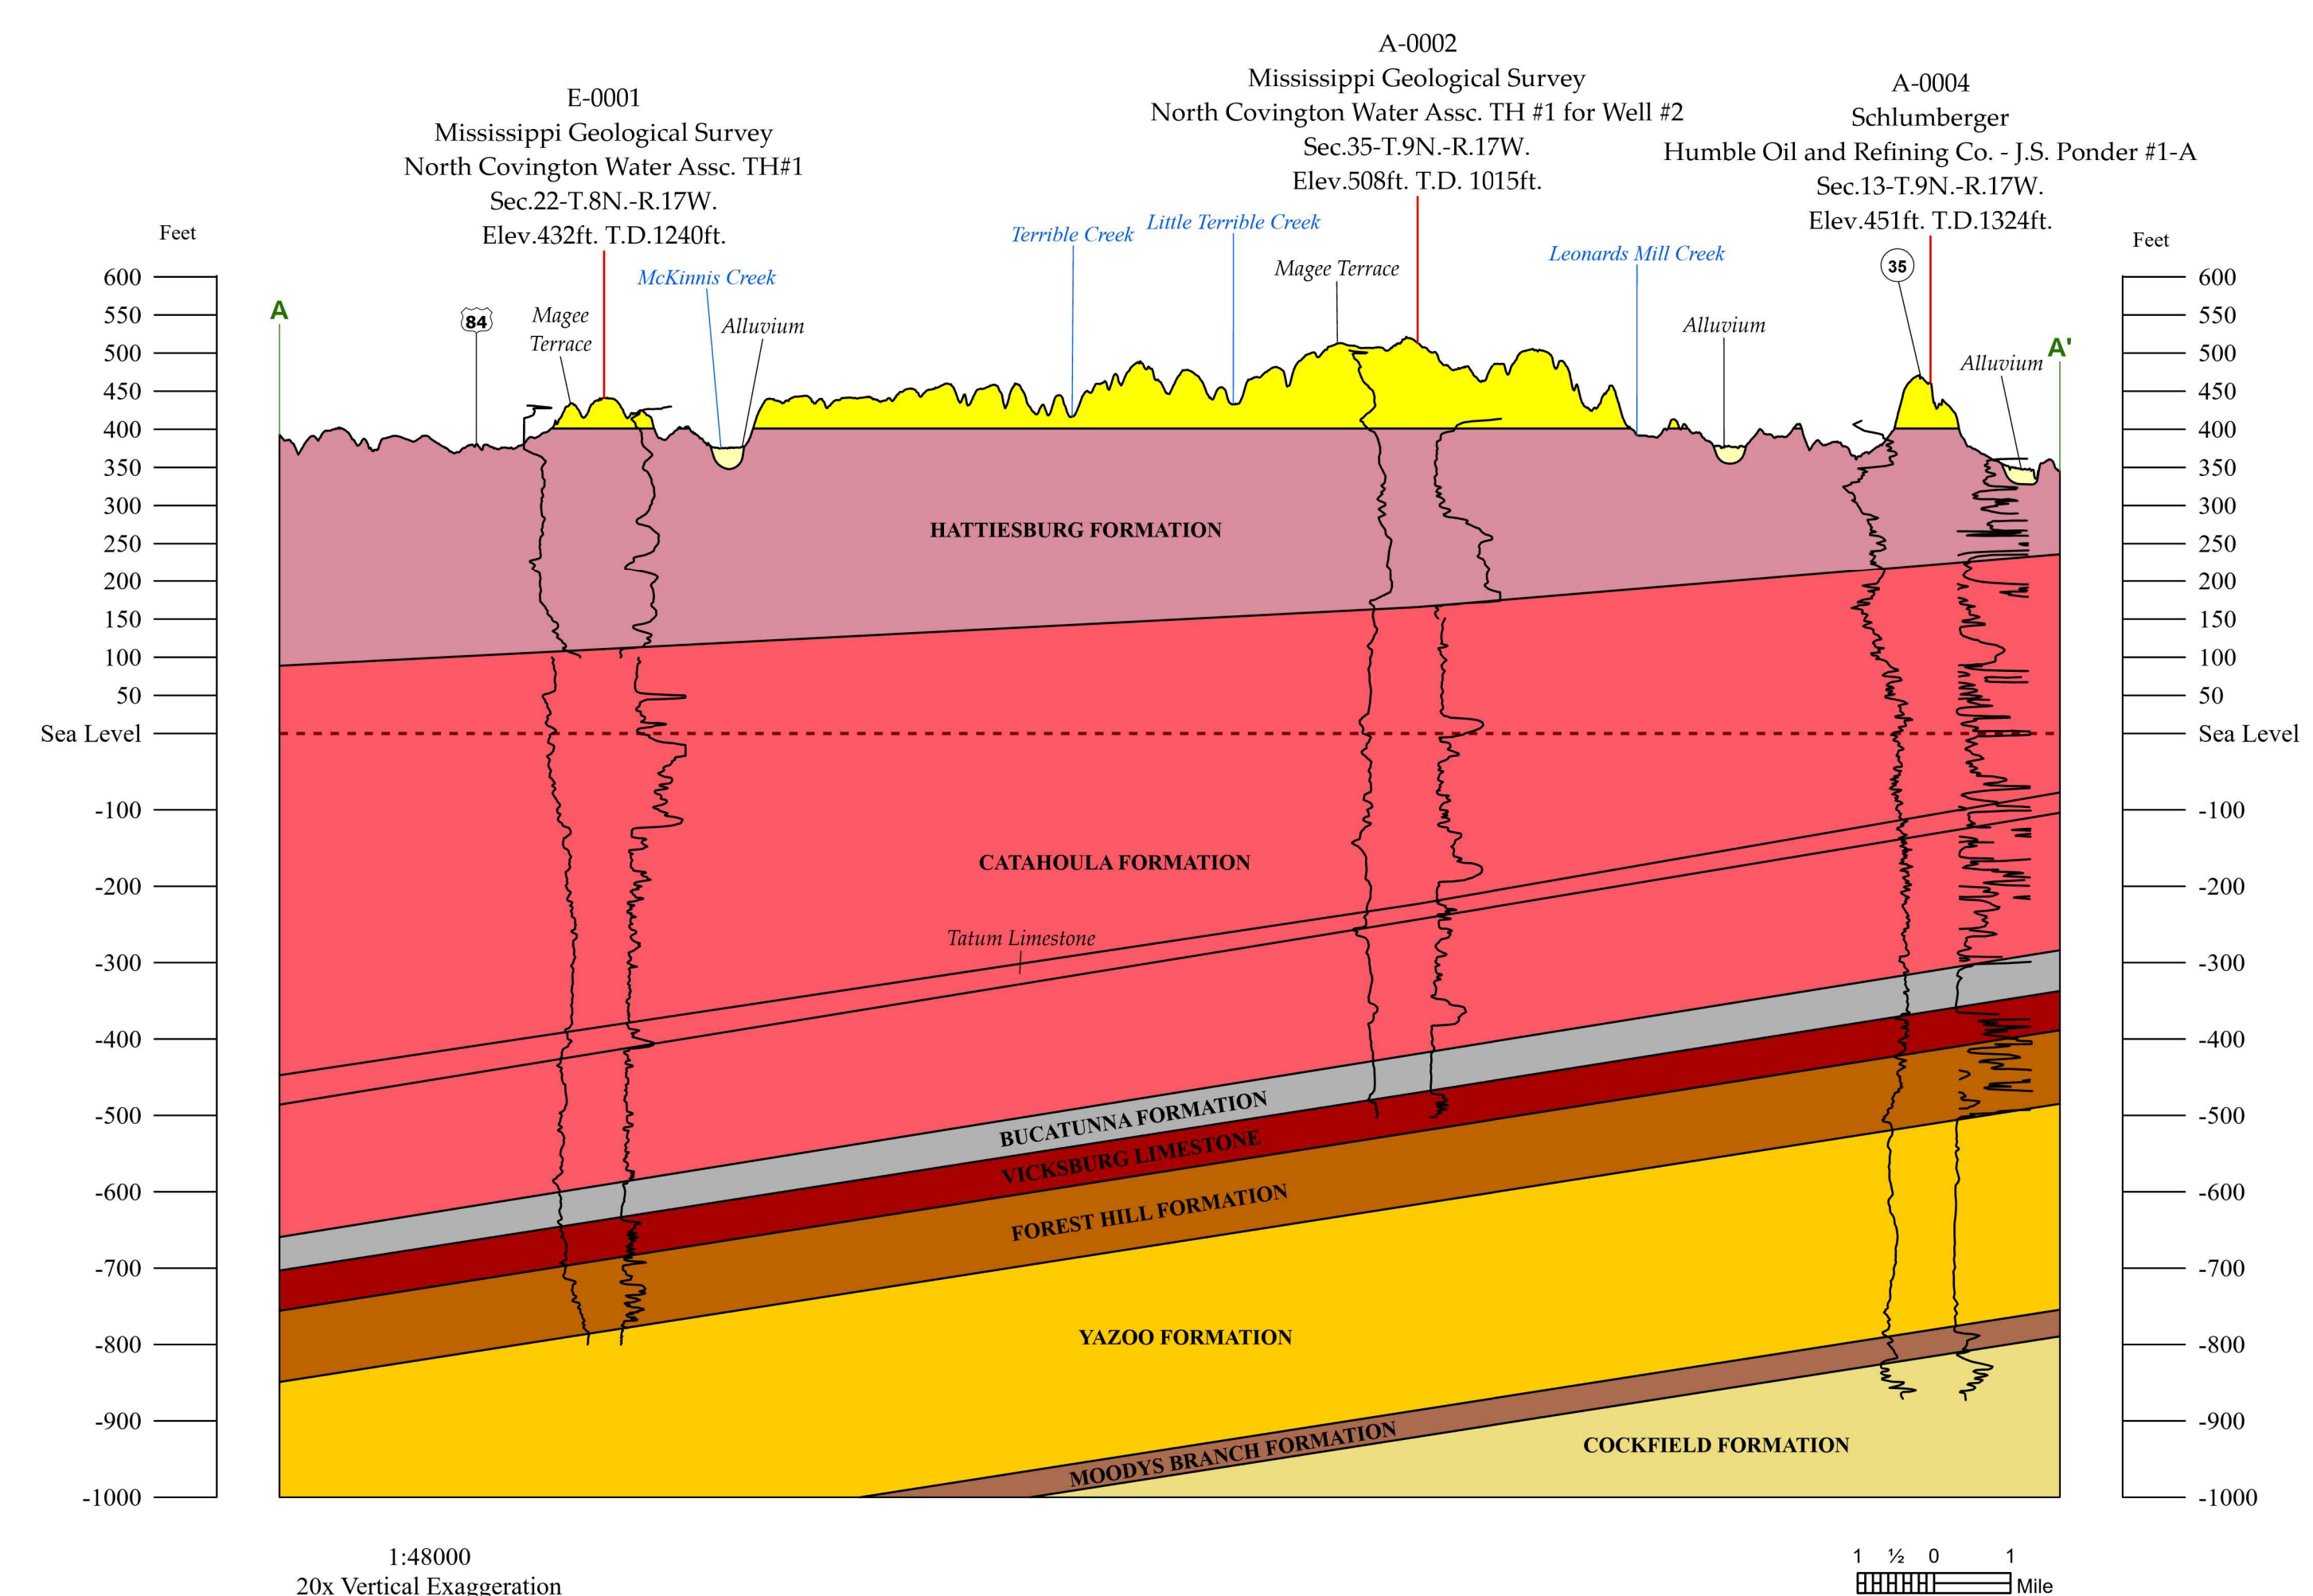 A-0002
Mississippi Geological Survey
North Covington Water Assc. TH #1 for Well #2
Sec.35-T.9N.-R.17W.
Elev.508ft. T.D. 1015ft.
A-0004
Schlumberger
Humble Oil and Refining Co. - J.S. Ponder #1-A
Sec.13-T.9N.-R.17W.
Elev.451ft. T.D.1324ft.
E-0001
Mississippi Geological Survey
North Covington Water Assc. TH#1
Sec.22-T.8N.-R.17W.
Elev.432ft. T.D.1240ft.
Feet
600
550
500
450
400
350
300
250
200
150
100
50
Sea Level
-100
-200
-300
-400
-500
-600
-700
-800
-900
-1000
A
84
Magee
Terrace
McKinnis Creek
Alluvium
Terrible Creek
Little Terrible Creek
Magee Terrace
Leonards Mill Creek
Alluvium
35
Alluvium
A'
HATTIESBURG FORMATION
CATAHOULA FORMATION
Tatum Limestone
BUCATUNNA FORMATION
VICKSBURG LIMESTONE
FOREST HILL FORMATION
YAZOO FORMATION
MOODYS BRANCH FORMATION
COCKFIELD FORMATION
Feet
600
550
500
450
400
350
300
250
200
150
100
50
Sea Level
-100
-200
-300
-400
-500
-600
-700
-800
-900
-1000
1:48000
20x Vertical Exaggeration
1 ½ 0 1
Mile